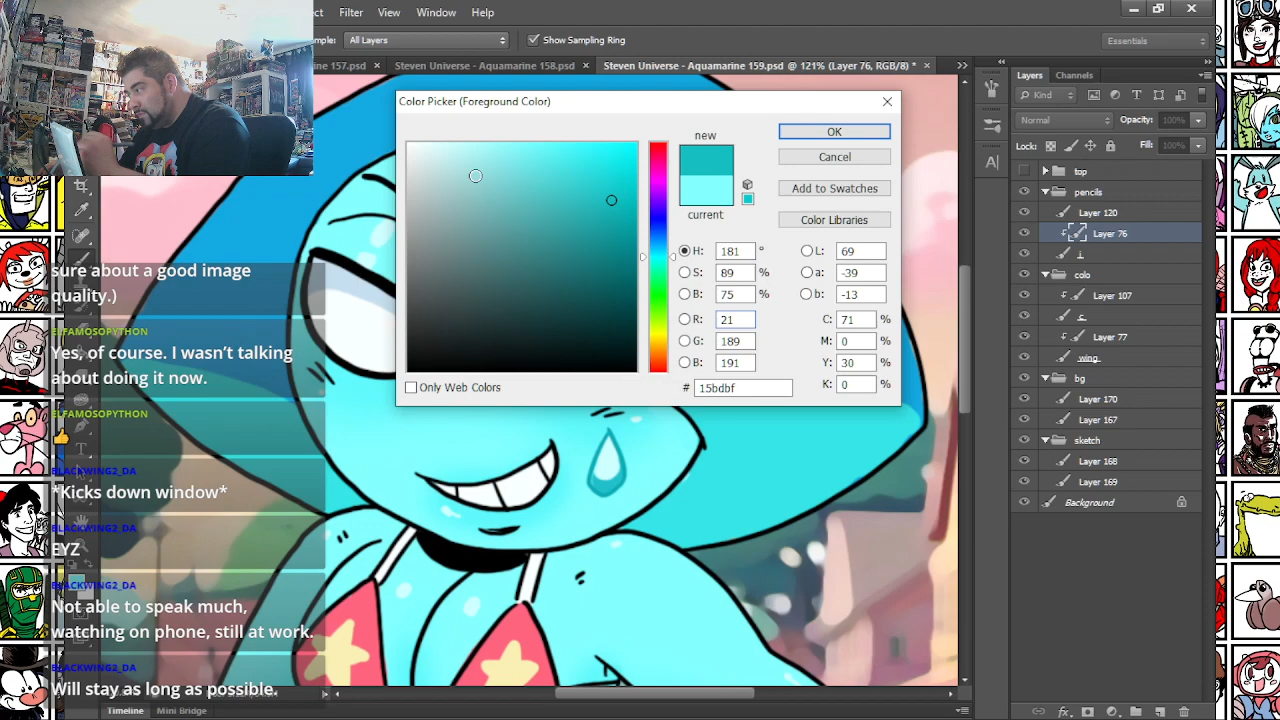 Filter View Window Help
All Layers
Show Sampling Ring
Essentials
157.psd × Steven Universe - Aquamarine 158.psd × Steven Universe - Aquamarine 159.psd @ 121% (Layer 76, RGB/8) * ×
Color Picker (Foreground Color)
new
current
OK
Cancel
Add to Swatches
Color Libraries
H: 181 °
S: 89 %
B: 75 %
R: 21
G: 189
B: 191
L: 69
a: -39
b: -13
C: 71 %
M: 0 %
Y: 30 %
K: 0 %
Only Web Colors
# 15bdbf
Layers Channels
Kind
Normal Opacity: 100%
Lock: Fill: 100%
top
pencils
Layer 120
Layer 76
i
colo
Layer 107
c
Layer 77
wing
bg
Layer 170
Layer 167
sketch
Layer 168
Layer 169
Background
sure about a good image
quality.)
ELFAMOSOPYTHON
Yes, of course. I wasn't talking
about doing it now.
ELFAMOSOPYTHON
BLACKWING2_DA
*Kicks down window*
BLACKWING2_DA
EYZ
BLACKWING2_DA
Not able to speak much,
watching on phone, still at work.
BLACKWING2_DA
Will stay as long as possible.
Timeline Mini Bridge